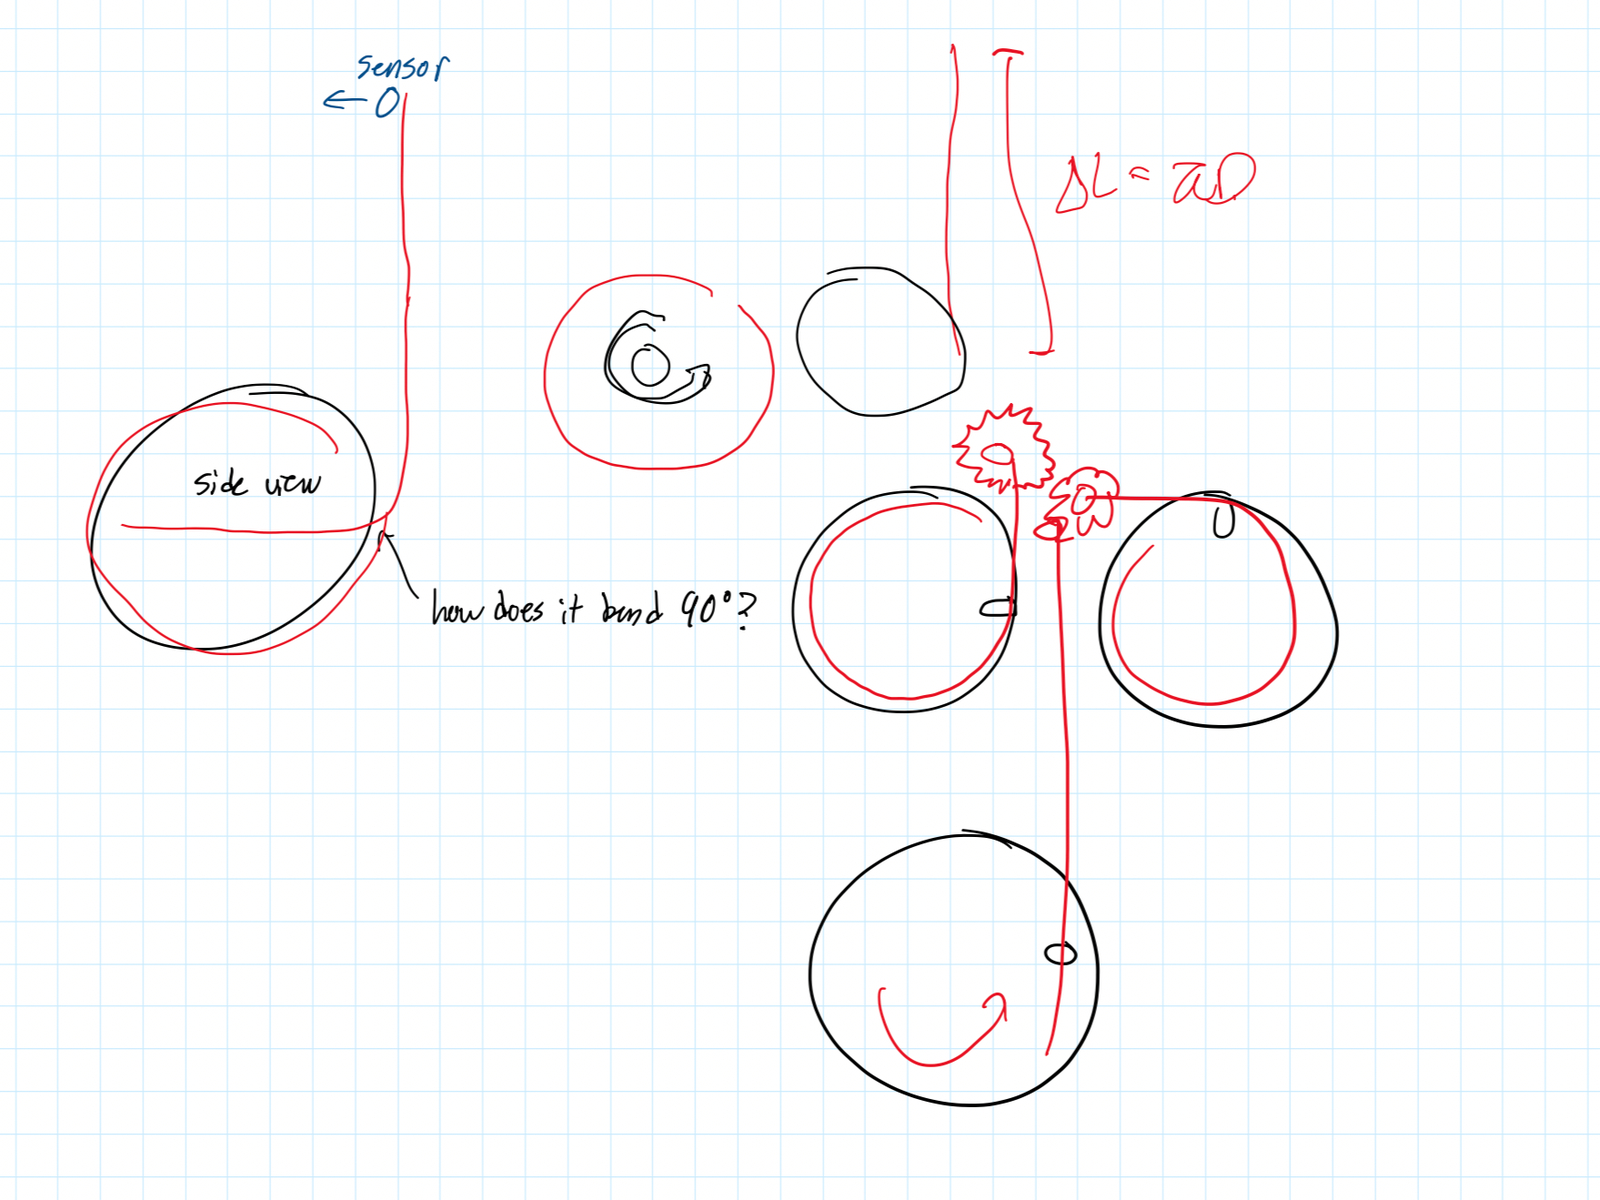 sensor
ΔL = πD
side view
how does it bend 90°?